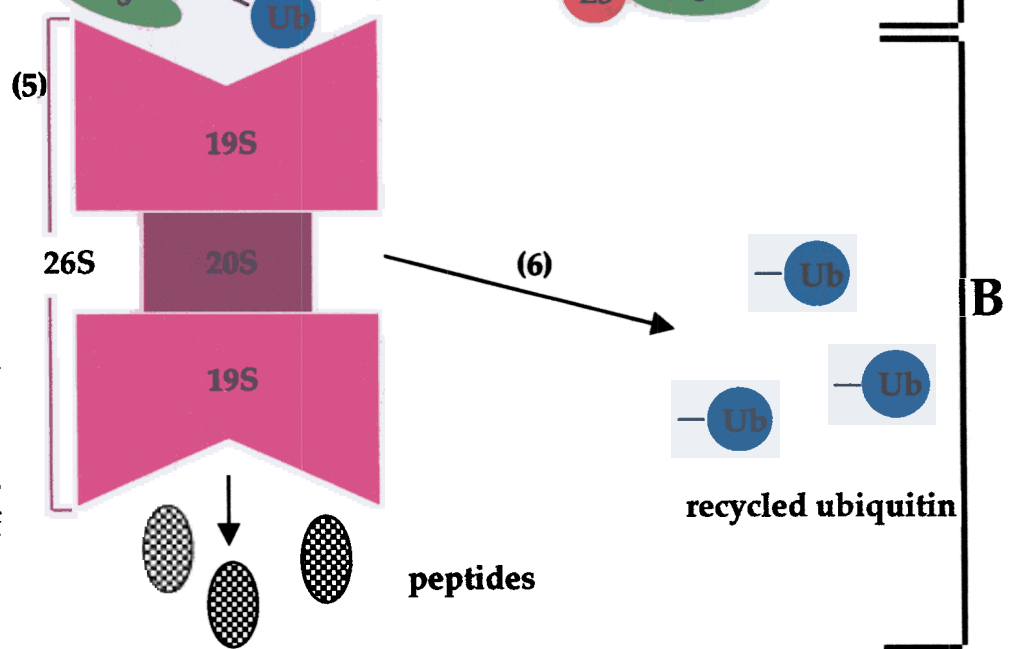 Ub
(5)
19S
26S
20S
(6)
Ub
B
19S
Ub
Ub
recycled ubiquitin
peptides